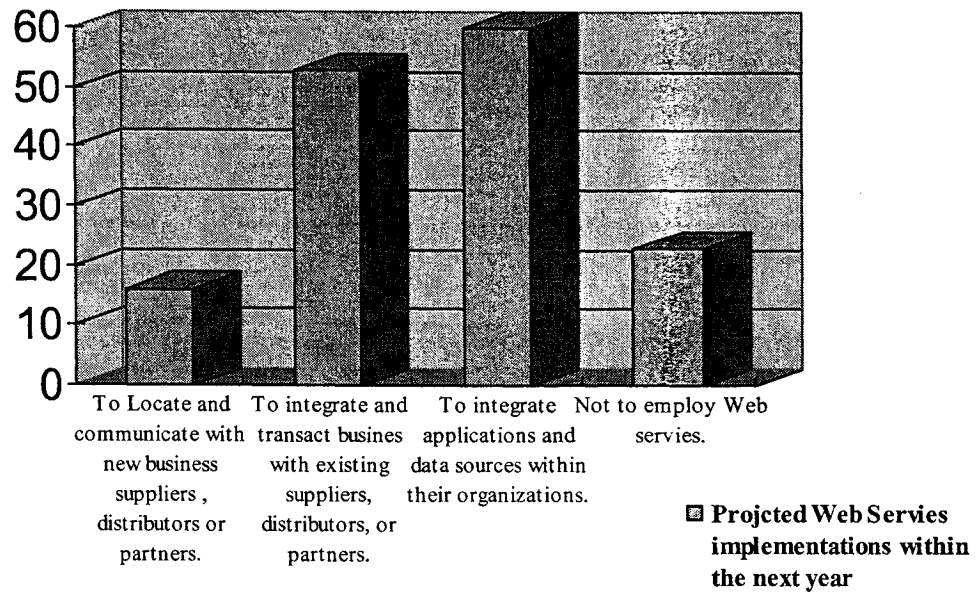 60
50
40
30
20
10
0
To Locate and
communicate with
new business
suppliers ,
distributors or
partners.
To integrate and
transact busines
with existing
suppliers,
distributors, or
partners.
To integrate
applications and
data sources within
their organizations.
Not to employ Web
servies.
Projcted Web Servies
implementations within
the next year